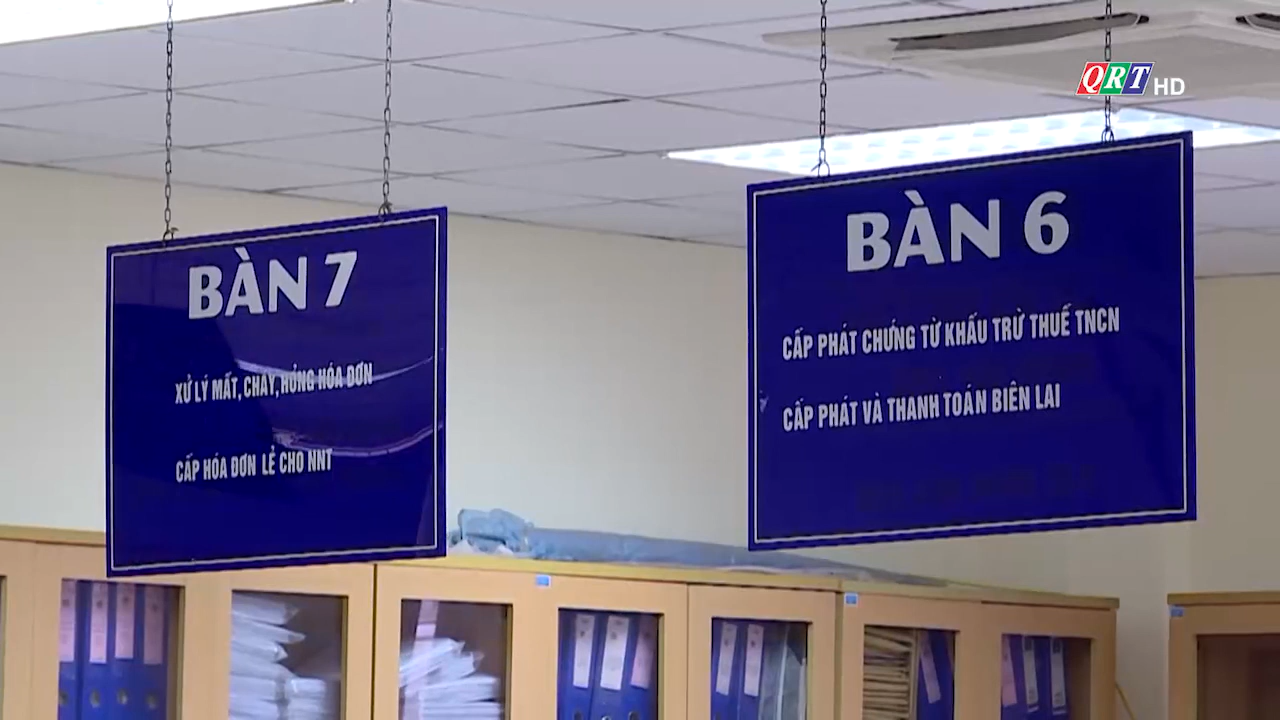 QRT HD
BÀN 7
XỬ LÝ MẤT, CHÁY, HỎNG HÓA ĐƠN
CẤP HÓA ĐƠN LẺ CHO NNT
BÀN 6
CẤP PHÁT CHỨNG TỪ KHẤU TRỪ THUẾ TNCN
CẤP PHÁT VÀ THANH TOÁN BIÊN LAI